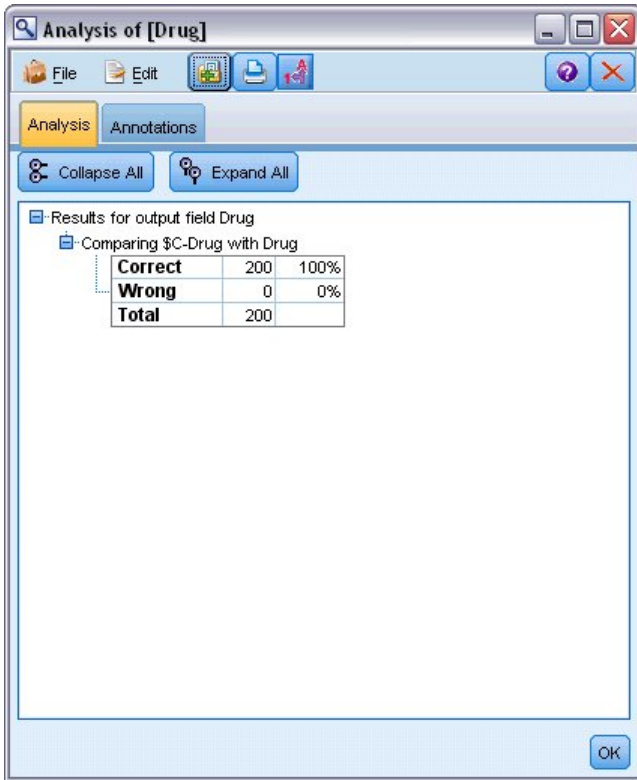 Analysis of [Drug]
File Edit
Analysis Annotations
Collapse All Expand All
Results for output field Drug
Comparing $C-Drug with Drug
Correct 200 100%
Wrong 0 0%
Total 200
OK